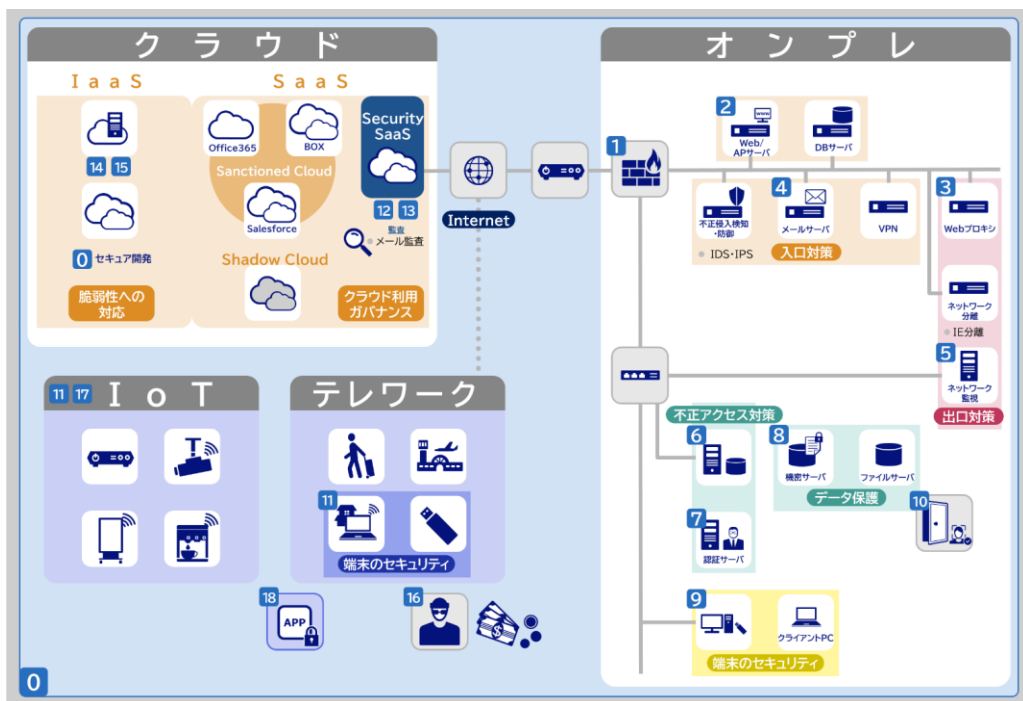 クラウド
IaaS
SaaS
Office365
BOX
Security
SaaS
Sanctioned Cloud
14 15
Salesforce
12 13
監査
メール監査
0 セキュア開発
Shadow Cloud
脆弱性への
対応
クラウド利用
ガバナンス
Internet
オンプレ
1
2
Web/
APサーバ
WWW
DBサーバ
不正侵入検知
・防御
IDS・IPS
4
メールサーバ
VPN
入口対策
3
Webプロキシ
ネットワーク
分離
IE分離
5
ネットワーク
監視
出口対策
不正アクセス対策
6
7
認証サーバ
8
機密サーバ
ファイルサーバ
データ保護
10
9
クライアントPC
端末のセキュリティ
11 17 IoT
テレワーク
11
端末のセキュリティ
18
APP
16
$
0